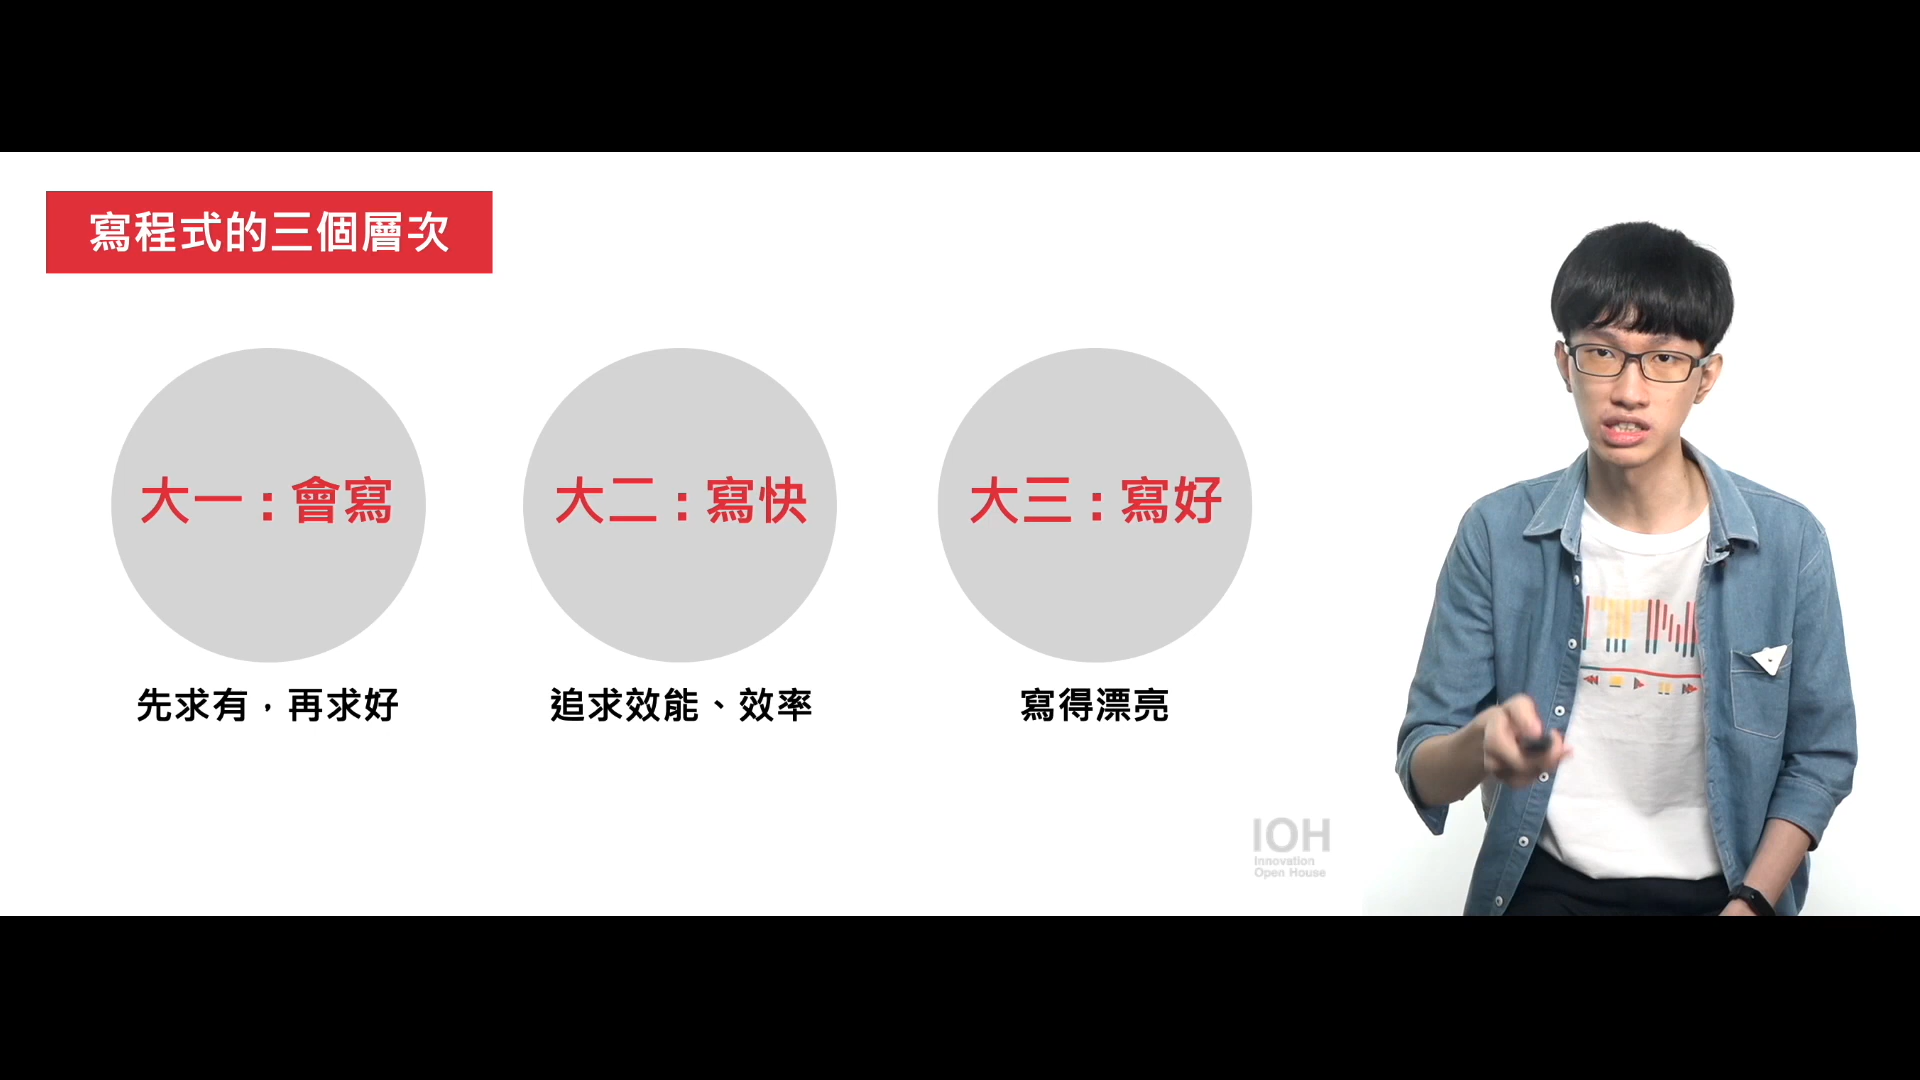 寫程式的三個層次
大一：會寫
先求有，再求好
大二：寫快
追求效能、效率
大三：寫好
寫得漂亮
IOH
Innovation
Open House